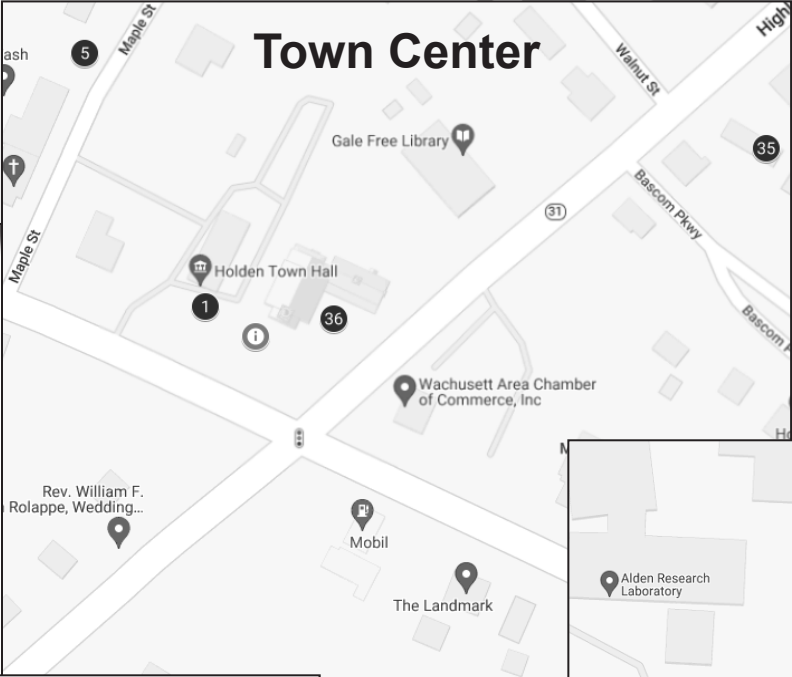 Town Center
High
Maple St
5
ash
Walnut St
Gale Free Library
35
Bascom Pkwy
31
Maple St
Holden Town Hall
1
36
i
Bascom P
Wachusett Area Chamber
of Commerce, Inc
Ho
M
Rev. William F.
Rolappe, Wedding...
Mobil
Alden Research
Laboratory
The Landmark